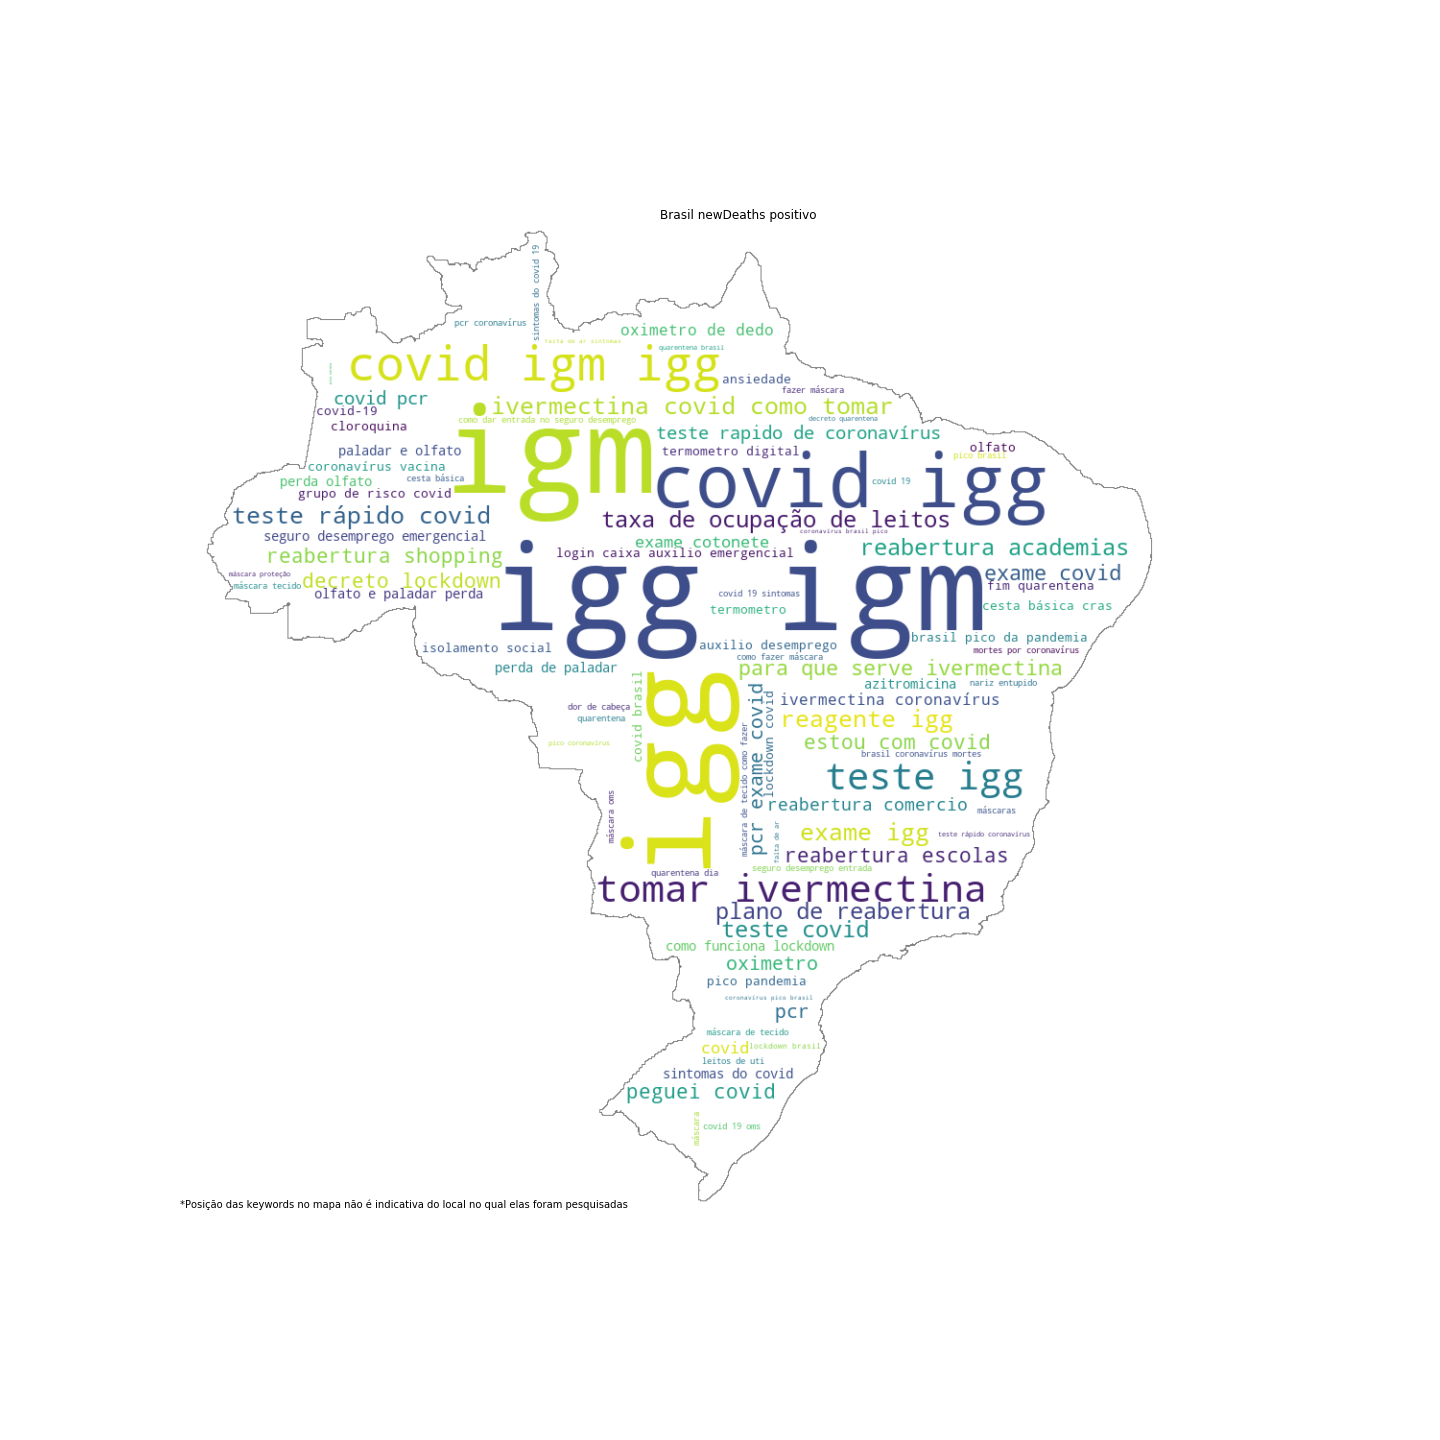 Brasil newDeaths positivo
sintomas do covid 19
pcr coronavírus
oximetro de dedo
falta de ar sintomas
quarentena brasil
covid igm igg
ansiedade
fazer máscara
covid pcr
ivermectina covid como tomar
covid-19
como dar entrada no seguro desemprego
decreto quarentena
cloroquina
igm
teste rapido de coronavírus
olfato
paladar e olfato
termometro digital
pico brasil
coronavírus vacina
covid igg
perda olfato
cesta básica
covid 19
grupo de risco covid
teste rápido covid
taxa de ocupação de leitos
coronavirus brasil pico
seguro desemprego emergencial
exame cotonete
reabertura academias
reabertura shopping
login caixa auxilio emergencial
máscara proteção
exame covid
decreto lockdown
máscara tecido
fim quarentena
olfato e paladar perda
igg igm
covid 19 sintomas
termometro
cesta básica cras
brasil pico da pandemia
isolamento social
auxilio desemprego
mortes por coronavírus
como fazer máscara
perda de paladar
para que serve ivermectina
azitromicina
nariz entupido
igg
covid brasil
pcr exame covid
lockdown covid
ivermectina coronavírus
dor de cabeça
quarentena
reagente igg
pico coronavírus
máscara de tecido como fazer
estou com covid
brasil coronavírus mortes
teste igg
máscara oms
reabertura comercio
máscaras
falta de ar
exame igg
teste rápido coronavírus
reabertura escolas
seguro desemprego entrada
quarentena dia
tomar ivermectina
plano de reabertura
teste covid
como funciona lockdown
oximetro
pico pandemia
coronavirus pico brasil
pcr
máscara de tecido
covid
lockdown brasil
leitos de uti
sintomas do covid
peguei covid
máscara
covid 19 oms
*Posição das keywords no mapa não é indicativa do local no qual elas foram pesquisadas